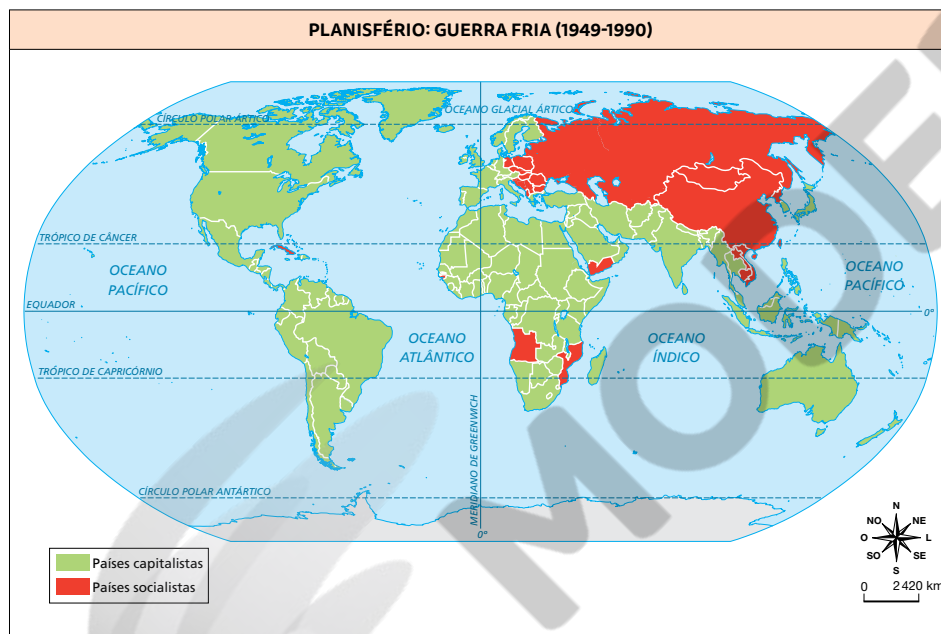 PLANISFÉRIO: GUERRA FRIA (1949-1990)
OCEANO GLACIAL ÁRTICO
CÍRCULO POLAR ÁRTICO
TRÓPICO DE CÂNCER
OCEANO
PACÍFICO
OCEANO
PACÍFICO
EQUADOR
0°
OCEANO
ATLÂNTICO
OCEANO
ÍNDICO
TRÓPICO DE CAPRICÓRNIO
MERIDIANO DE GREENWICH
CÍRCULO POLAR ANTÁRTICO
0°
N
NO
NE
O
L
SO
SE
S
0 2 420 km
Países capitalistas
Países socialistas